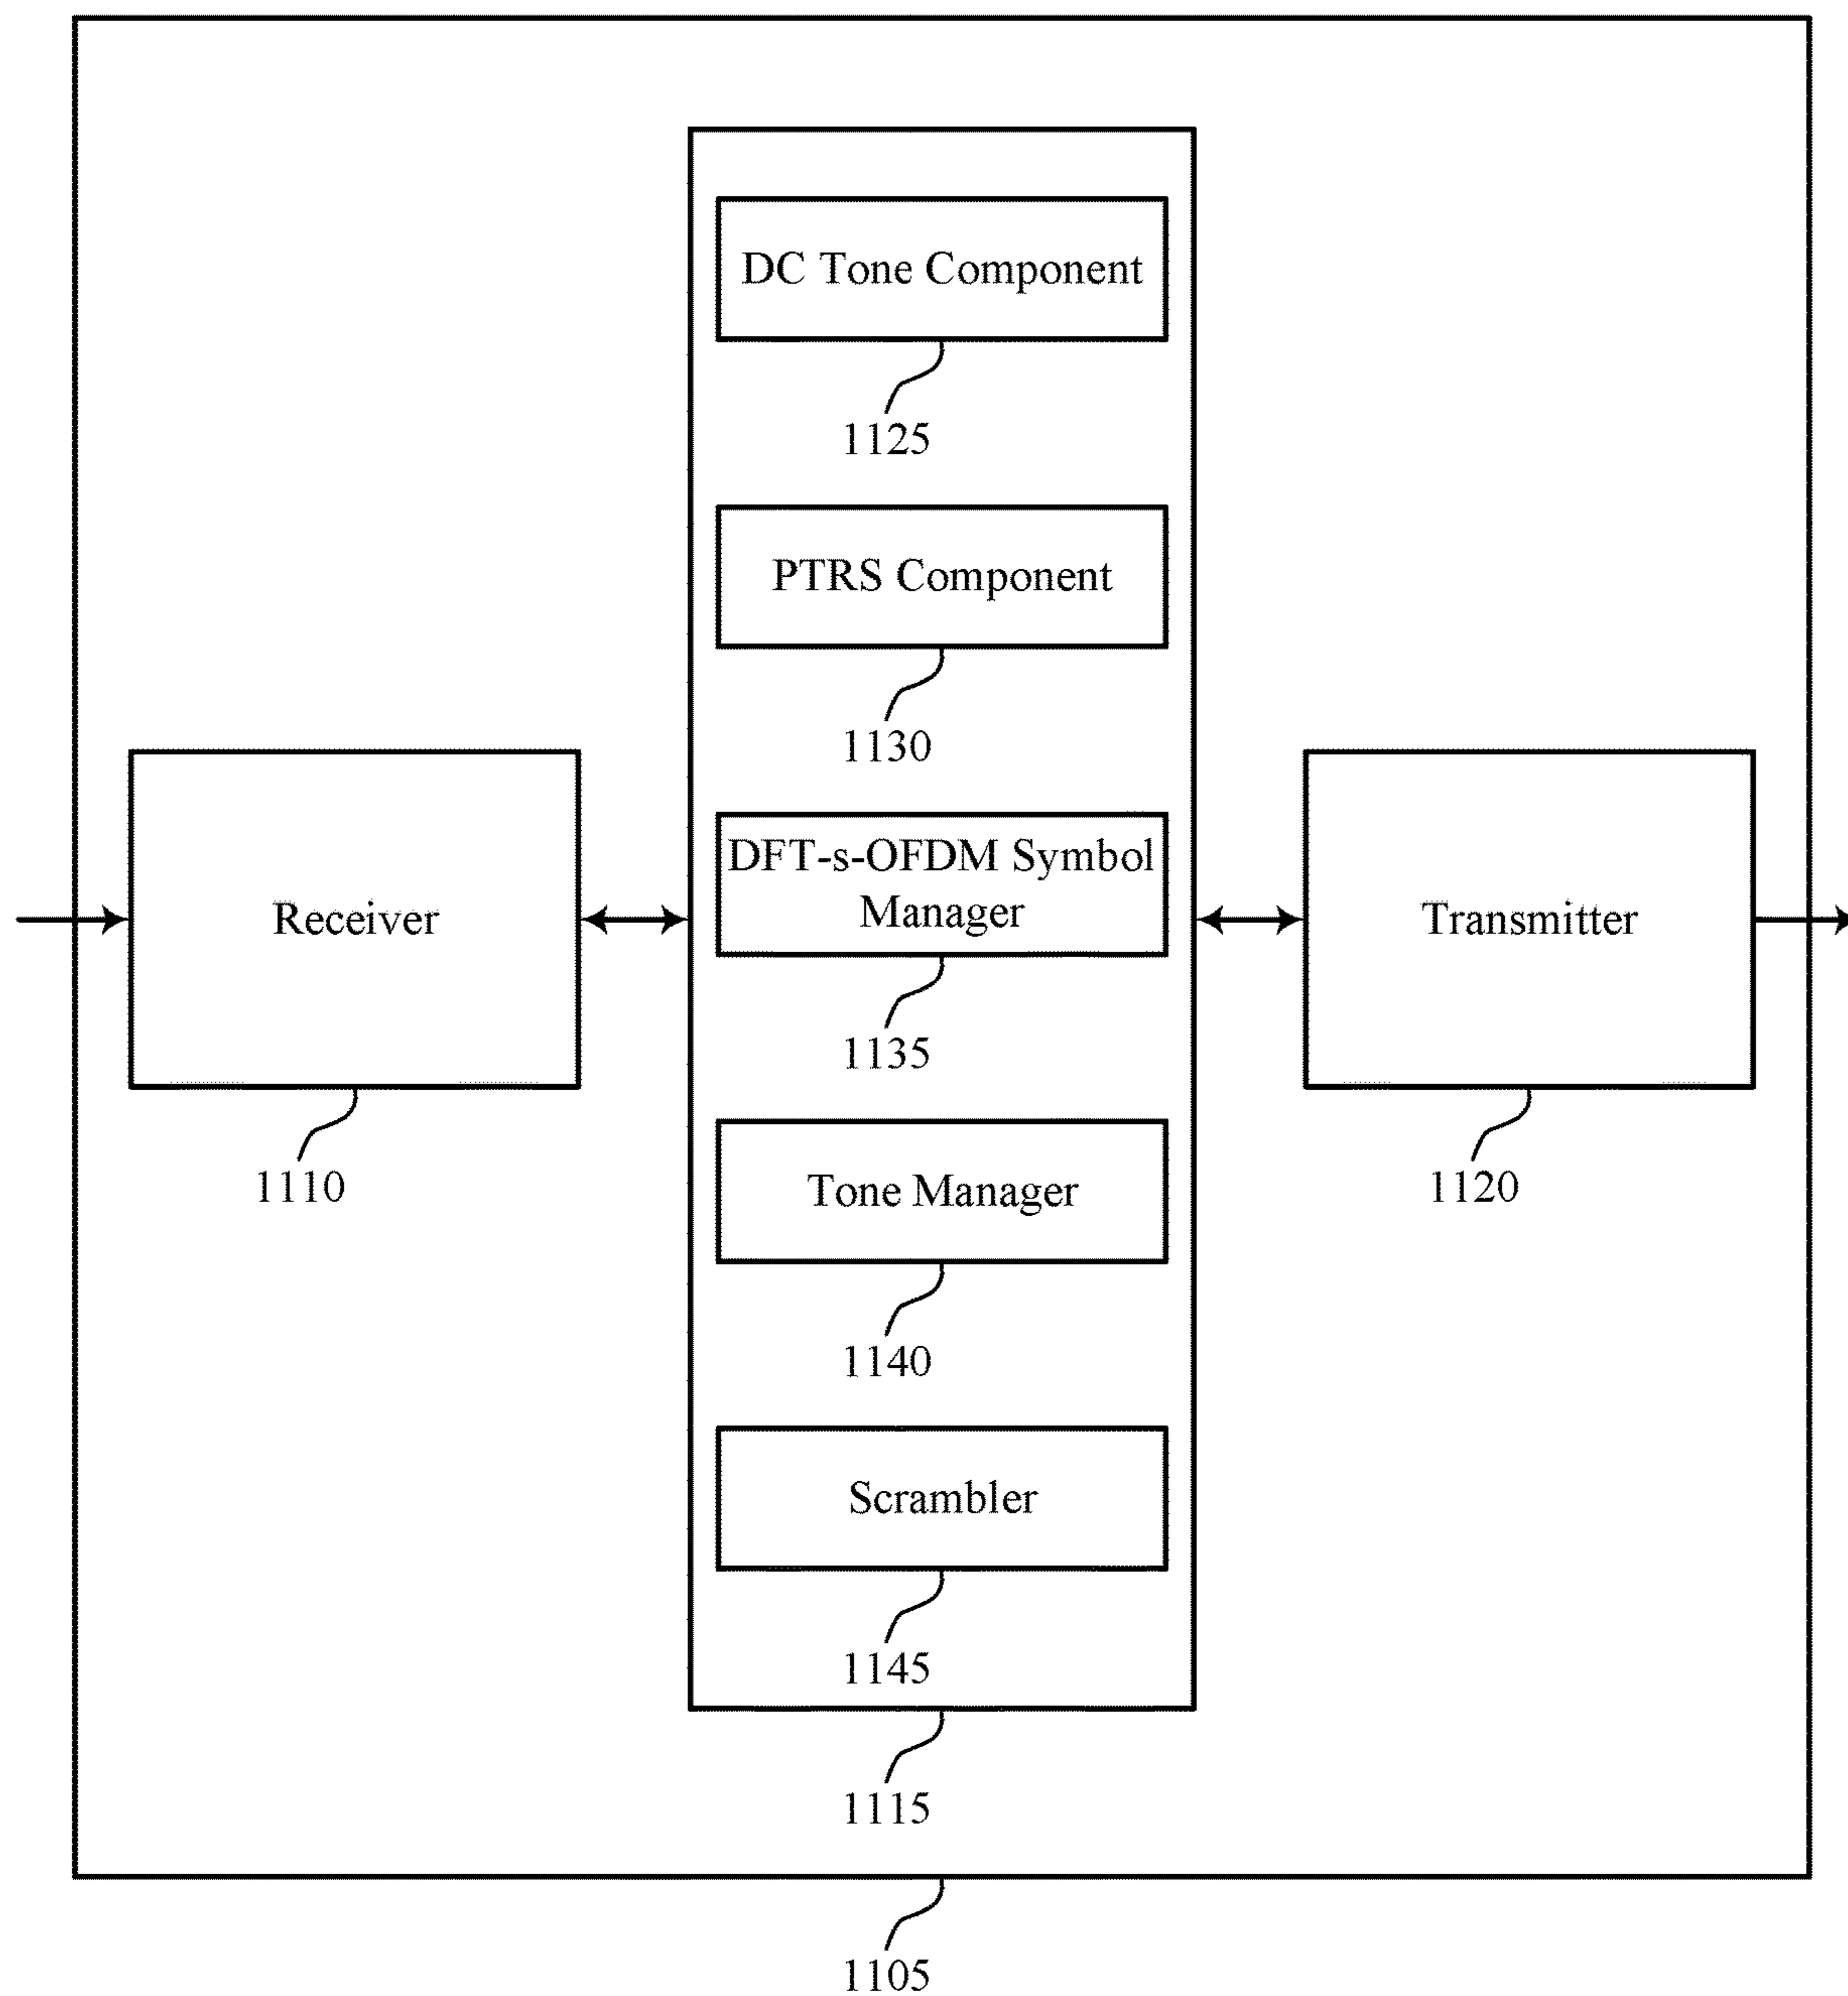 DC Tone Component
1125
PTRS Component
1130
DFT-s-OFDM Symbol
Manager
1135
Receiver
1110
Transmitter
1120
Tone Manager
1140
Scrambler
1145
1115
1105